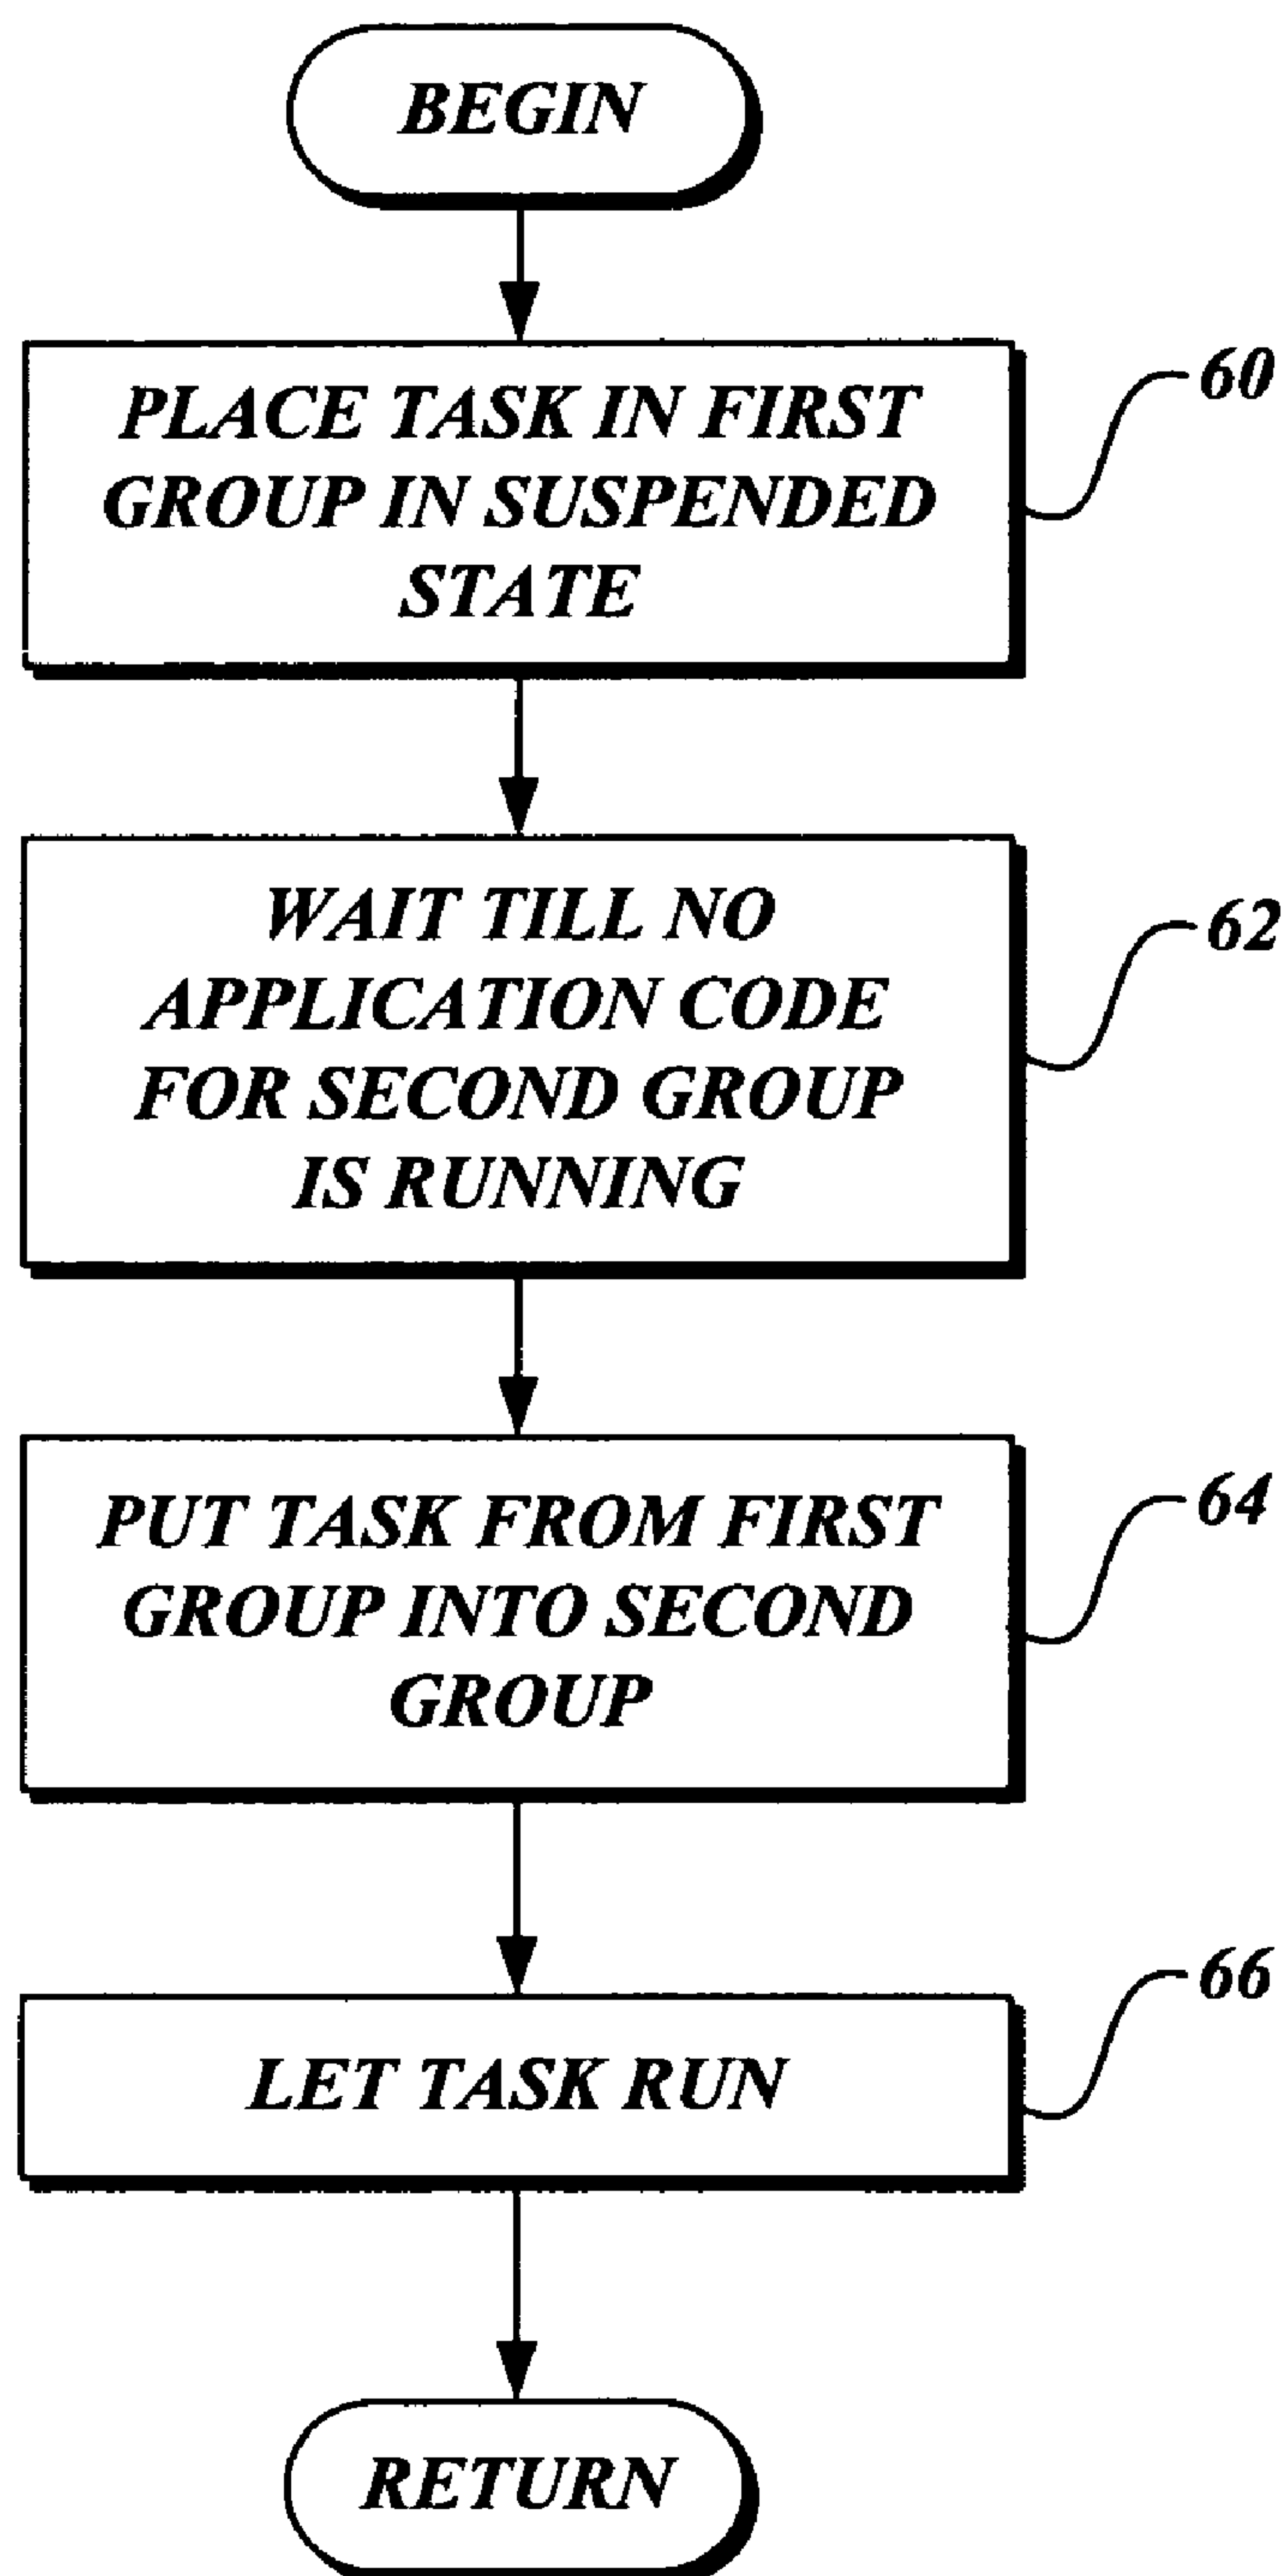 BEGIN
PLACE TASK IN FIRST
GROUP IN SUSPENDED
STATE
60
WAIT TILL NO
APPLICATION CODE
FOR SECOND GROUP
IS RUNNING
62
PUT TASK FROM FIRST
GROUP INTO SECOND
GROUP
64
LET TASK RUN
66
RETURN